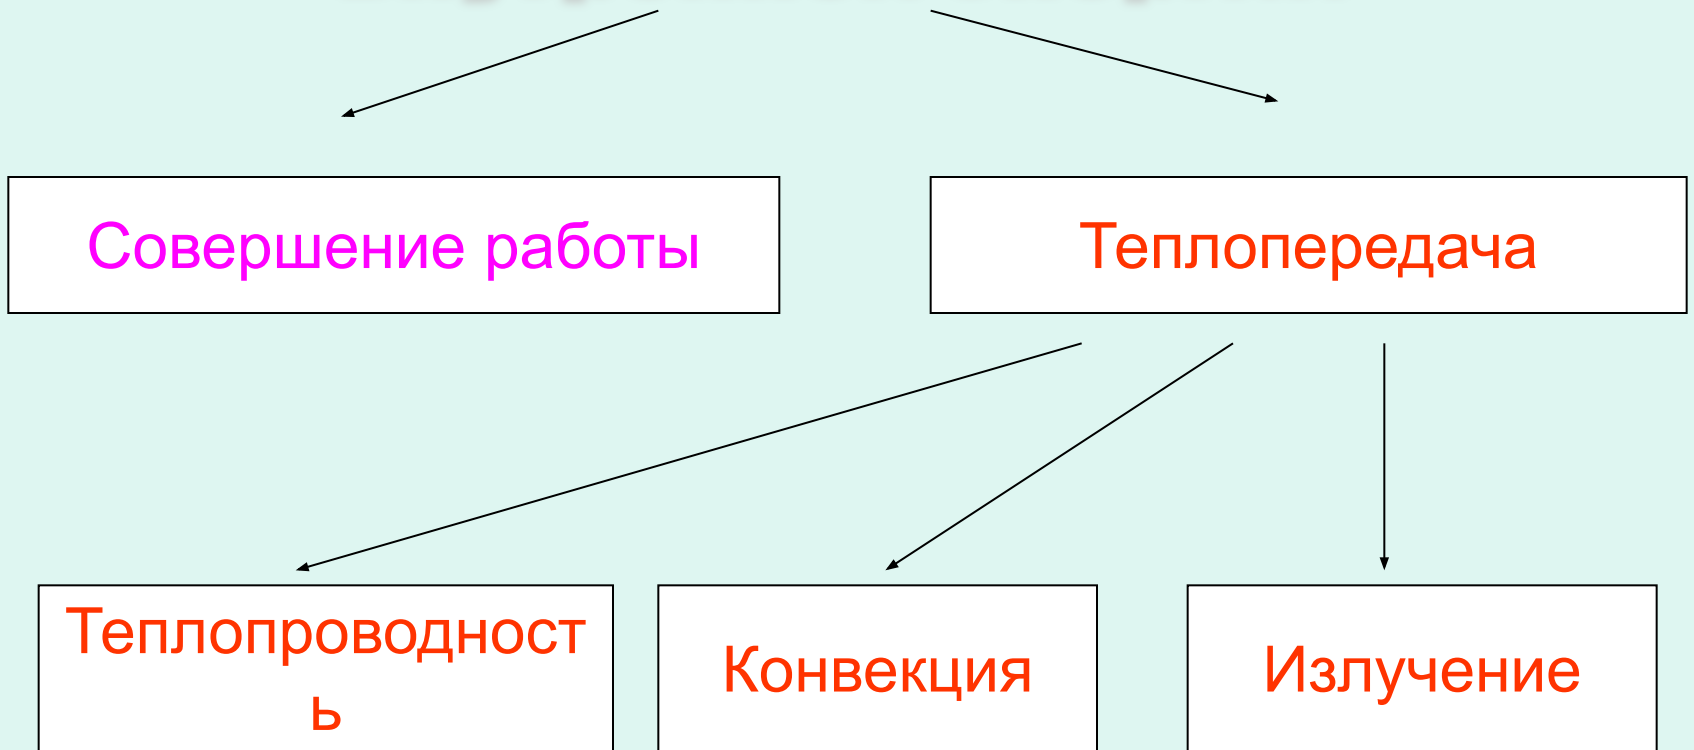 Совершение работы
Теплопередача
Теплопроводност
ь
Конвекция
Излучение